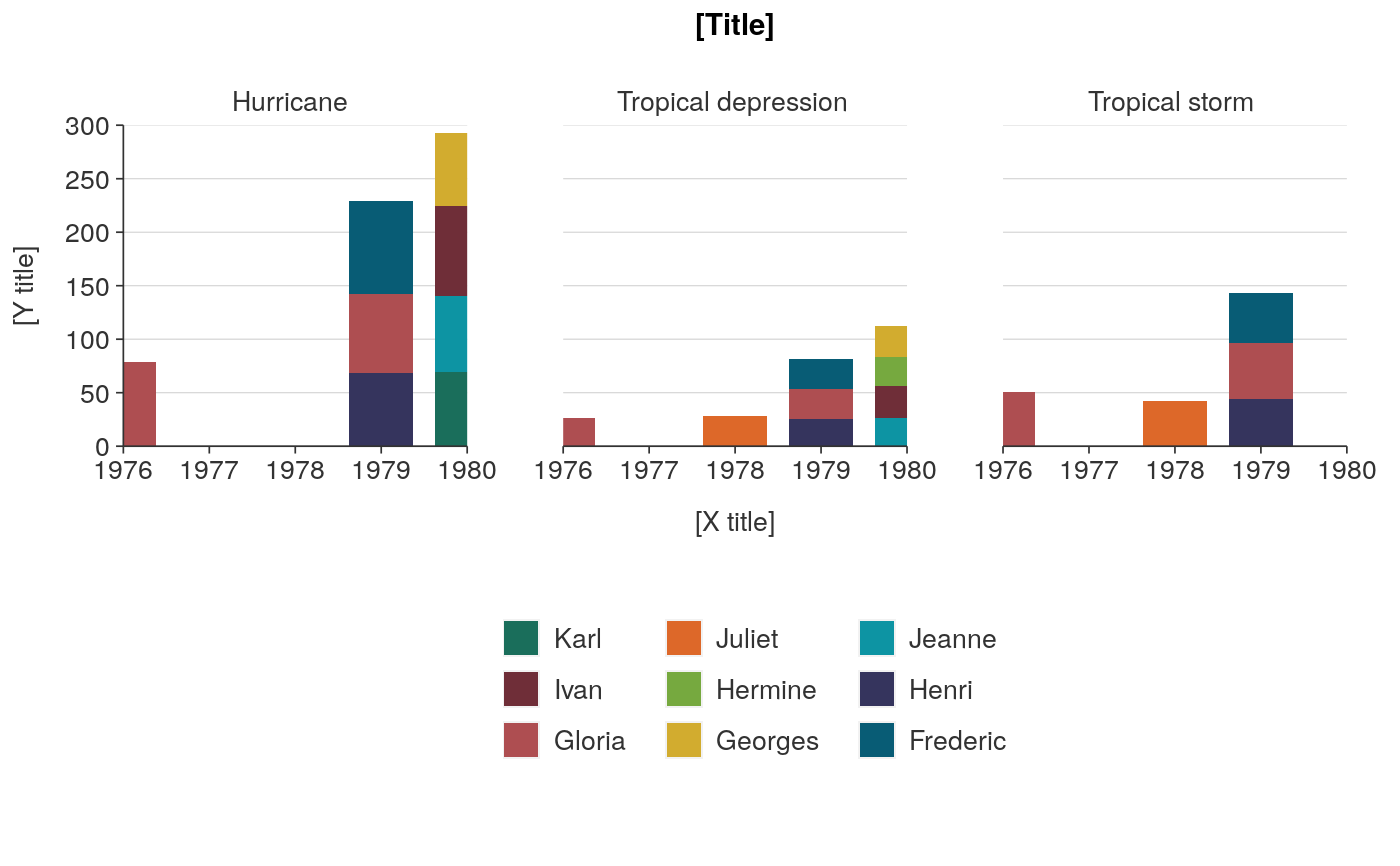 [Title]
Hurricane
Tropical depression
Tropical storm
[Y title]
300
250
200
150
100
50
0
1976 1977 1978 1979 1980
1976 1977 1978 1979 1980
1976 1977 1978 1979 1980
[X title]
Karl Juliet Jeanne
Ivan Hermine Henri
Gloria Georges Frederic